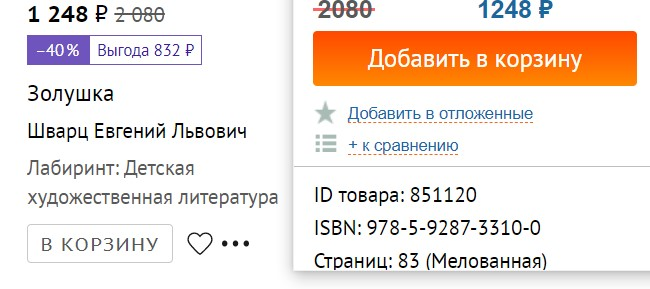 1 248 ₽ 2 080
–40% Выгода 832 ₽
Золушка
Шварц Евгений Львович
Лабиринт: Детская
художественная литература
В КОРЗИНУ
2080 1248 ₽
Добавить в корзину
Добавить в отложенные
+ к сравнению
ID товара: 851120
ISBN: 978-5-9287-3310-0
Страниц: 83 (Мелованная)